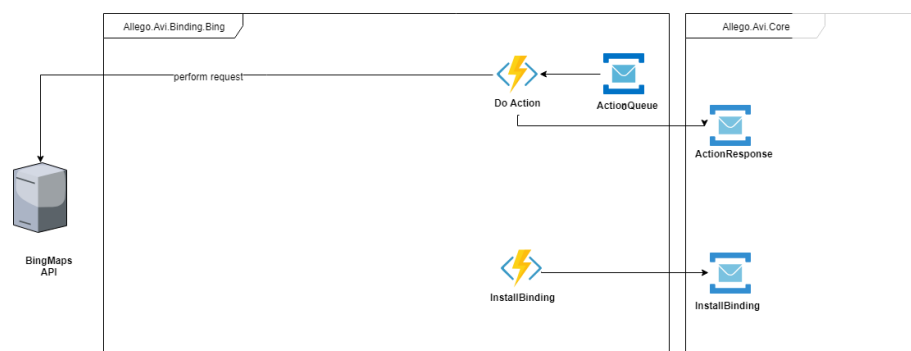 Allego.Avi.Binding.Bing
Allego.Avi.Core
perform request
Do Action
ActionQueue
ActionResponse
BingMaps
API
InstallBinding
InstallBinding